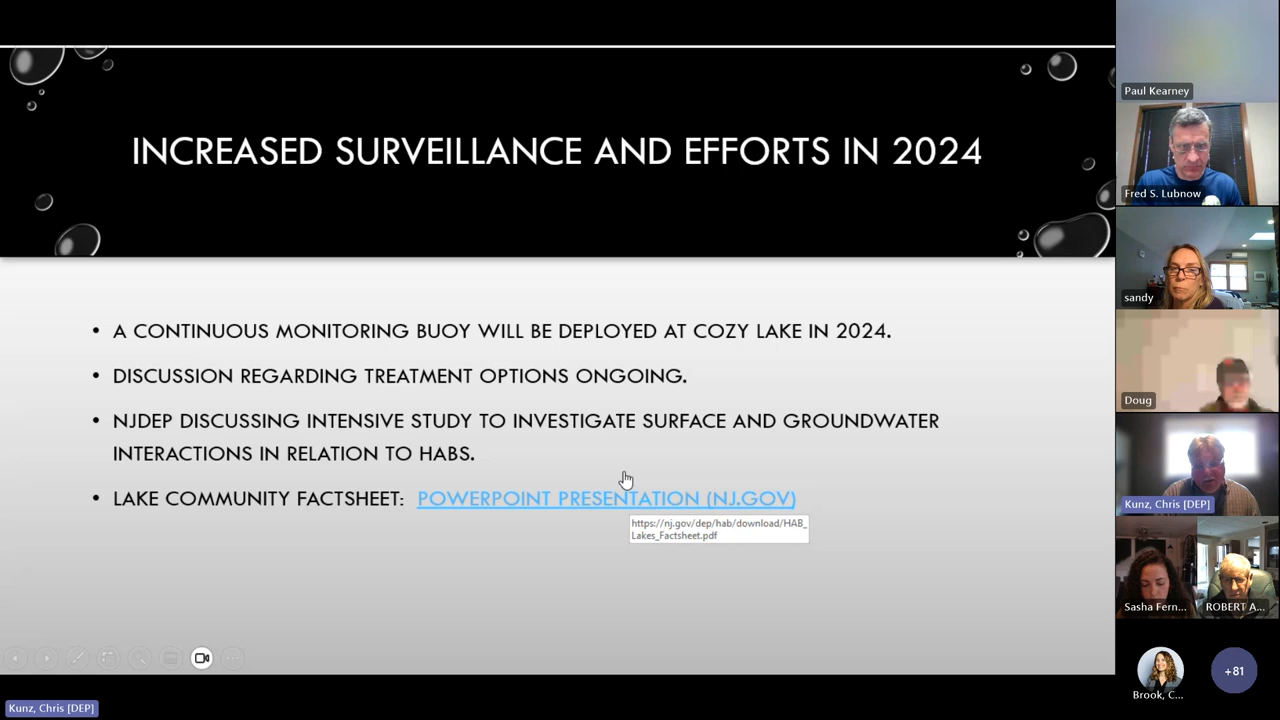 INCREASED SURVEILLANCE AND EFFORTS IN 2024
• A CONTINUOUS MONITORING BUOY WILL BE DEPLOYED AT COZY LAKE IN 2024.
• DISCUSSION REGARDING TREATMENT OPTIONS ONGOING.
• NJDEP DISCUSSING INTENSIVE STUDY TO INVESTIGATE SURFACE AND GROUNDWATER
INTERACTIONS IN RELATION TO HABS.
• LAKE COMMUNITY FACTSHEET: POWERPOINT PRESENTATION (NJ.GOV)
https://nj.gov/dep/hab/download/HAB_
Lakes_Factsheet.pdf
Kunz, Chris [DEP]
Paul Kearney
Fred S. Lubnow
sandy
Doug
Kunz, Chris [DEP]
Sasha Fern...
ROBERT A...
Brook, C...
+81